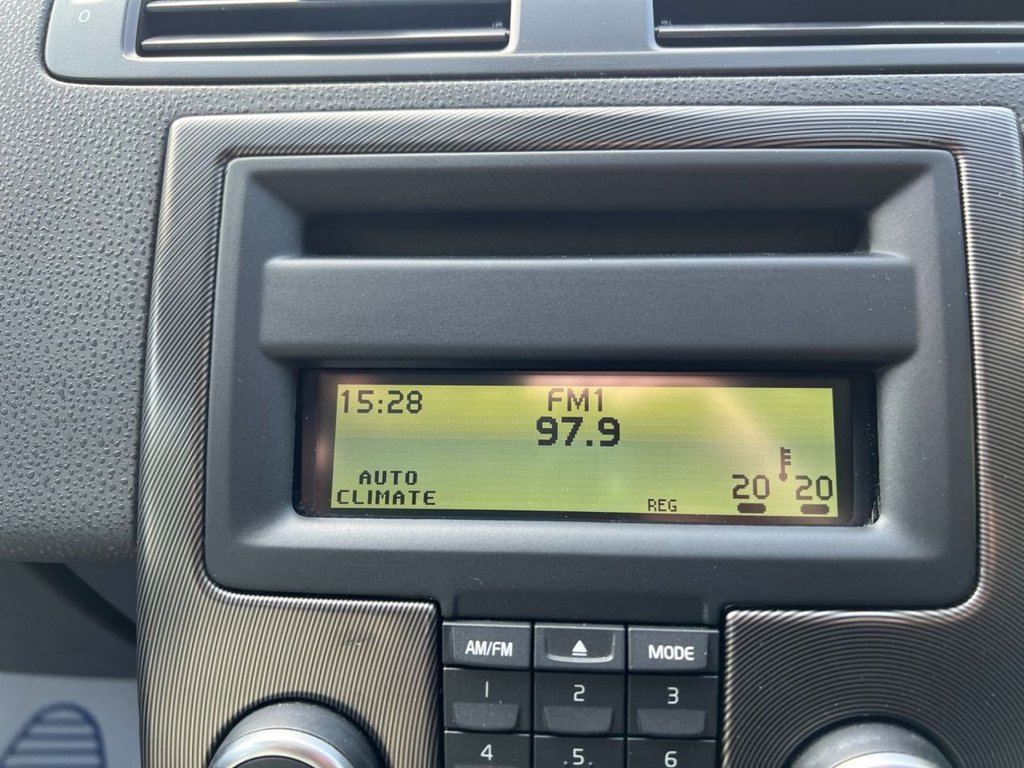 0
15:28 FM1
97.9
AUTO
CLIMATE
REG
20 20
AM/FM MODE
1 2 3
4 .5. 6